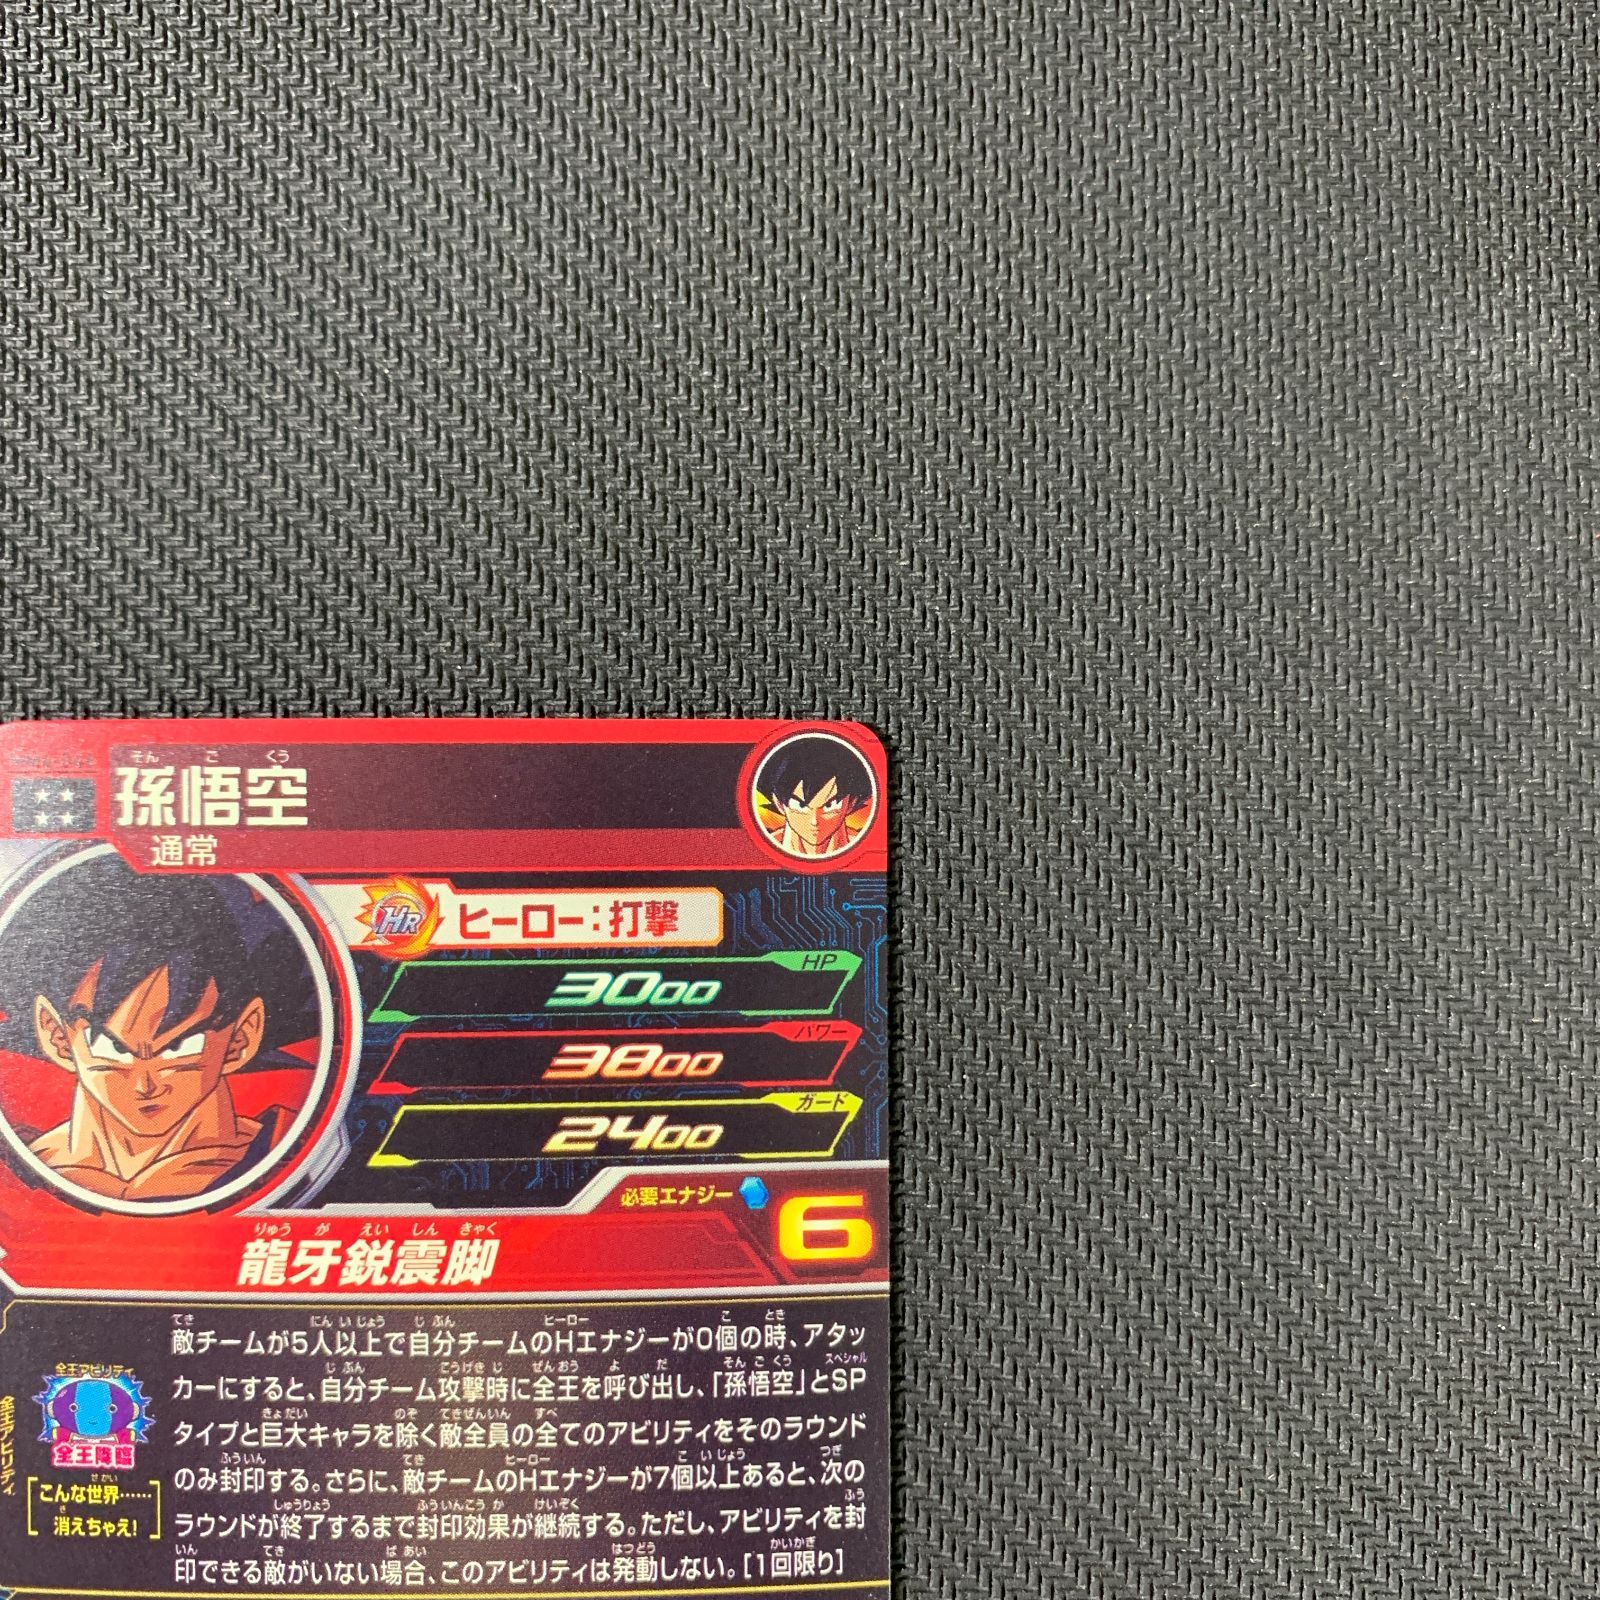 孫悟空
通常
HR ヒーロー：打撃
HP
3000
パワー
3800
ガード
2400
必要エナジー 6
龍牙鋭震脚
敵チームが5人以上で自分チームのHエナジーが0個の時、アタッ
カーにすると、自分チーム攻撃時に全王を呼び出し、「孫悟空」とSP
タイプと巨大キャラを除く敵全員の全てのアビリティをそのラウンド
のみ封印する。さらに、敵チームのHエナジーが7個以上あると、次の
ラウンドが終了するまで封印効果が継続する。ただし、アビリティを封
印できる敵がいない場合、このアビリティは発動しない。[1回限り]
全王アビリティ
全王降臨
こんな世界……
消えちゃえ!
全王アビリティ